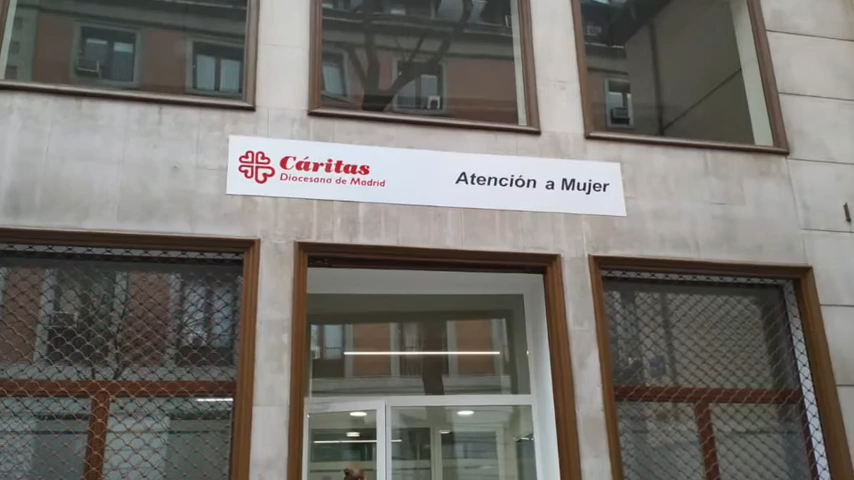 Cáritas
Diocesana de Madrid
Atención a Mujer